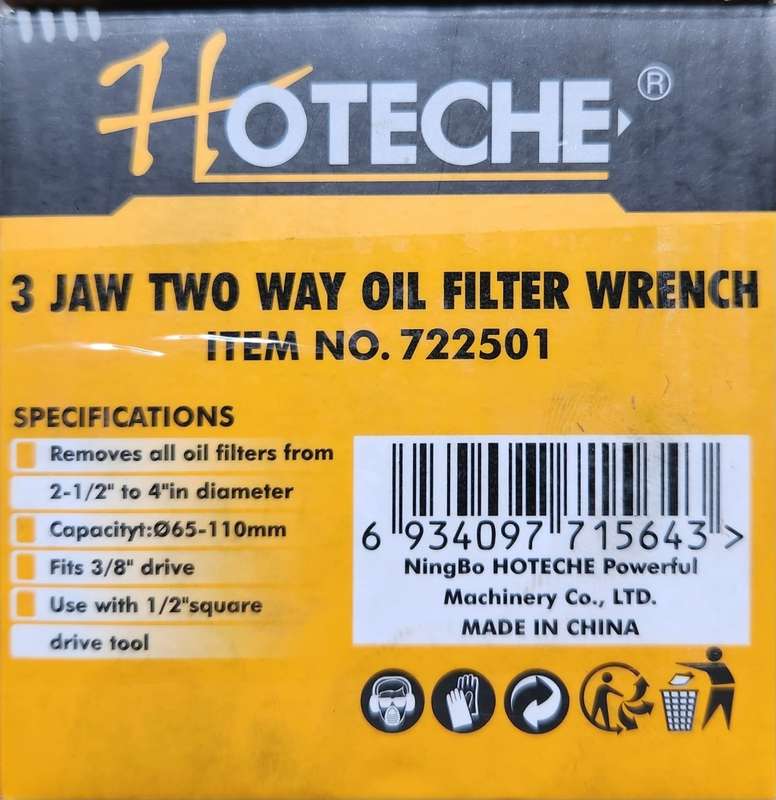 HOTECHE®
3 JAW TWO WAY OIL FILTER WRENCH
ITEM NO. 722501
SPECIFICATIONS
Removes all oil filters from
2-1/2" to 4"in diameter
Capacityt:Ø65-110mm
Fits 3/8" drive
Use with 1/2"square
drive tool
6 934097 715643 >
NingBo HOTECHE Powerful
Machinery Co., LTD.
MADE IN CHINA